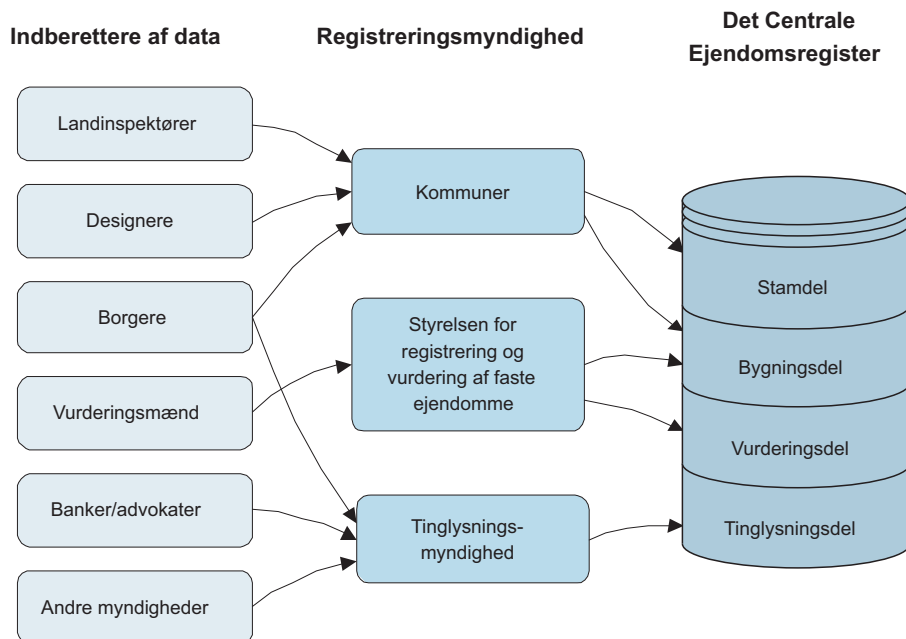 Indberettere af data
Registreringsmyndighed
Det Centrale
Ejendomsregister
Landinspektører
Designere
Borgere
Vurderingsmænd
Banker/advokater
Andre myndigheder
Kommuner
Styrelsen for
registrering og
vurdering af faste
ejendomme
Tinglysnings-
myndighed
Stamdel
Bygningsdel
Vurderingsdel
Tinglysningsdel